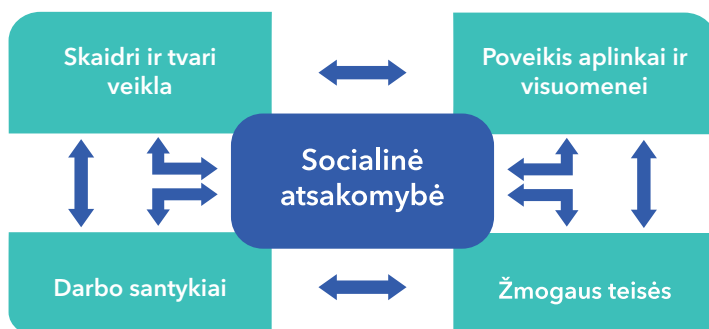 Skaidri ir tvari
veikla
Poveikis aplinkai ir
visuomenei
Socialinė
atsakomybė
Darbo santykiai
Žmogaus teisės